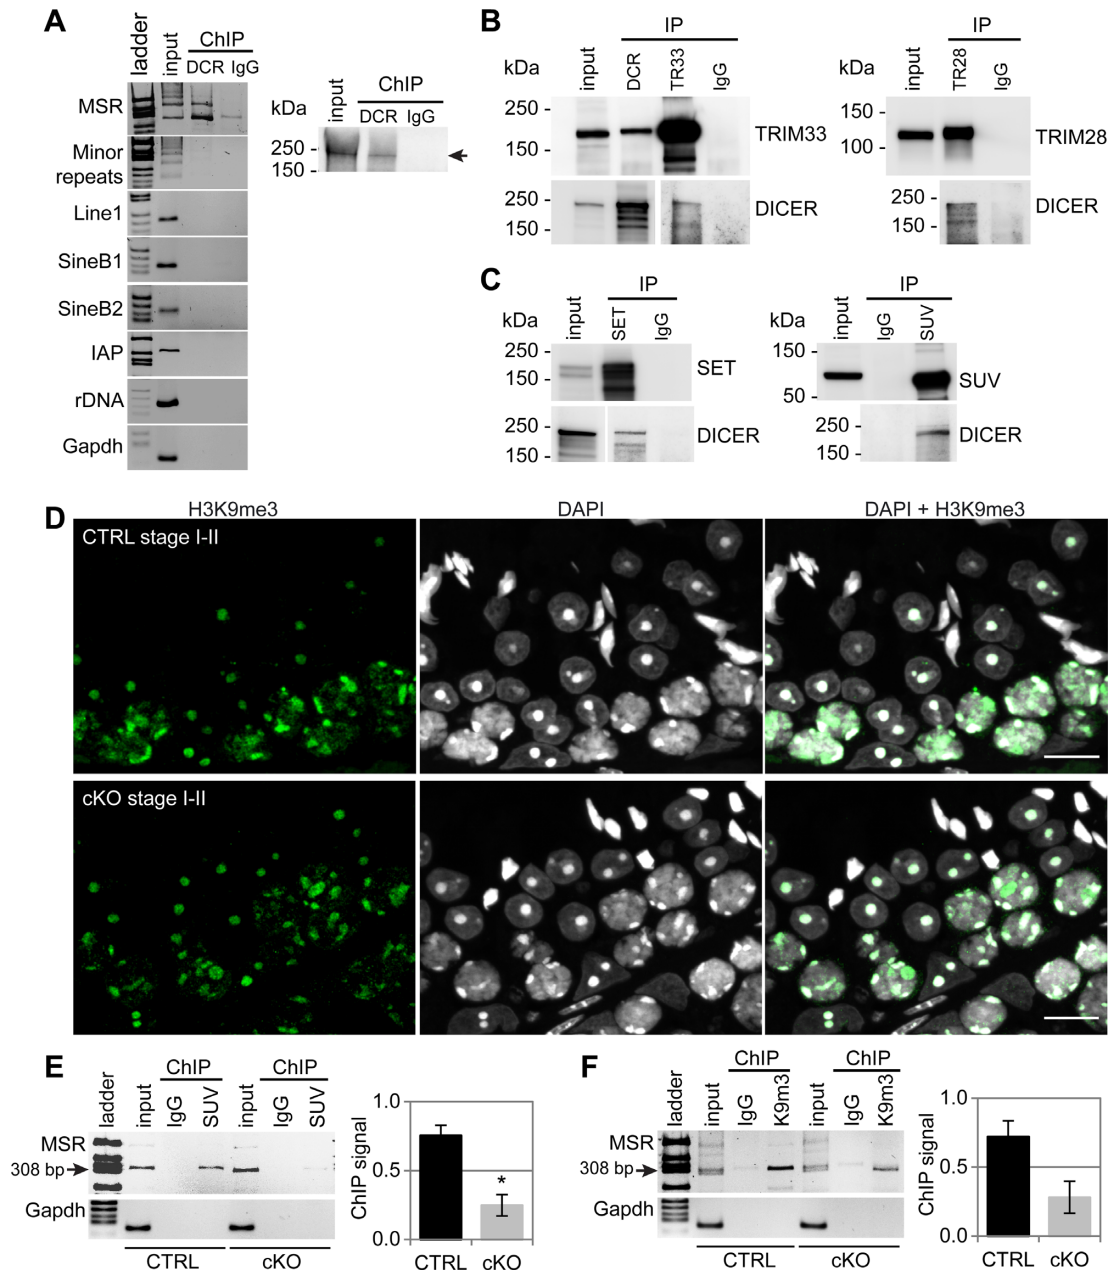 A
ladder
input
ChIP
DCR IgG
MSR
Minor
repeats
Line1
SineB1
SineB2
IAP
rDNA
Gapdh
kDa
input
ChIP
DCR IgG
250
150
B
IP
kDa
input
DCR
TR33
IgG
250
150
TRIM33
250
150
DICER
IP
kDa
input
TR28
IgG
150
100
TRIM28
250
150
DICER
C
IP
kDa
input
SET
IgG
250
150
SET
250
150
DICER
IP
kDa
input
IgG
SUV
150
50
SUV
250
150
DICER
D
H3K9me3
DAPI
DAPI + H3K9me3
CTRL stage I-II
cKO stage I-II
E
ladder
input
ChIP
IgG
SUV
input
ChIP
IgG
SUV
MSR
308 bp
Gapdh
CTRL
cKO
ChIP signal
1.0
0.5
0.0
*
CTRL cKO
F
ladder
input
ChIP
IgG
K9m3
input
ChIP
IgG
K9m3
MSR
308 bp
Gapdh
CTRL
cKO
ChIP signal
1.0
0.5
0.0
CTRL cKO